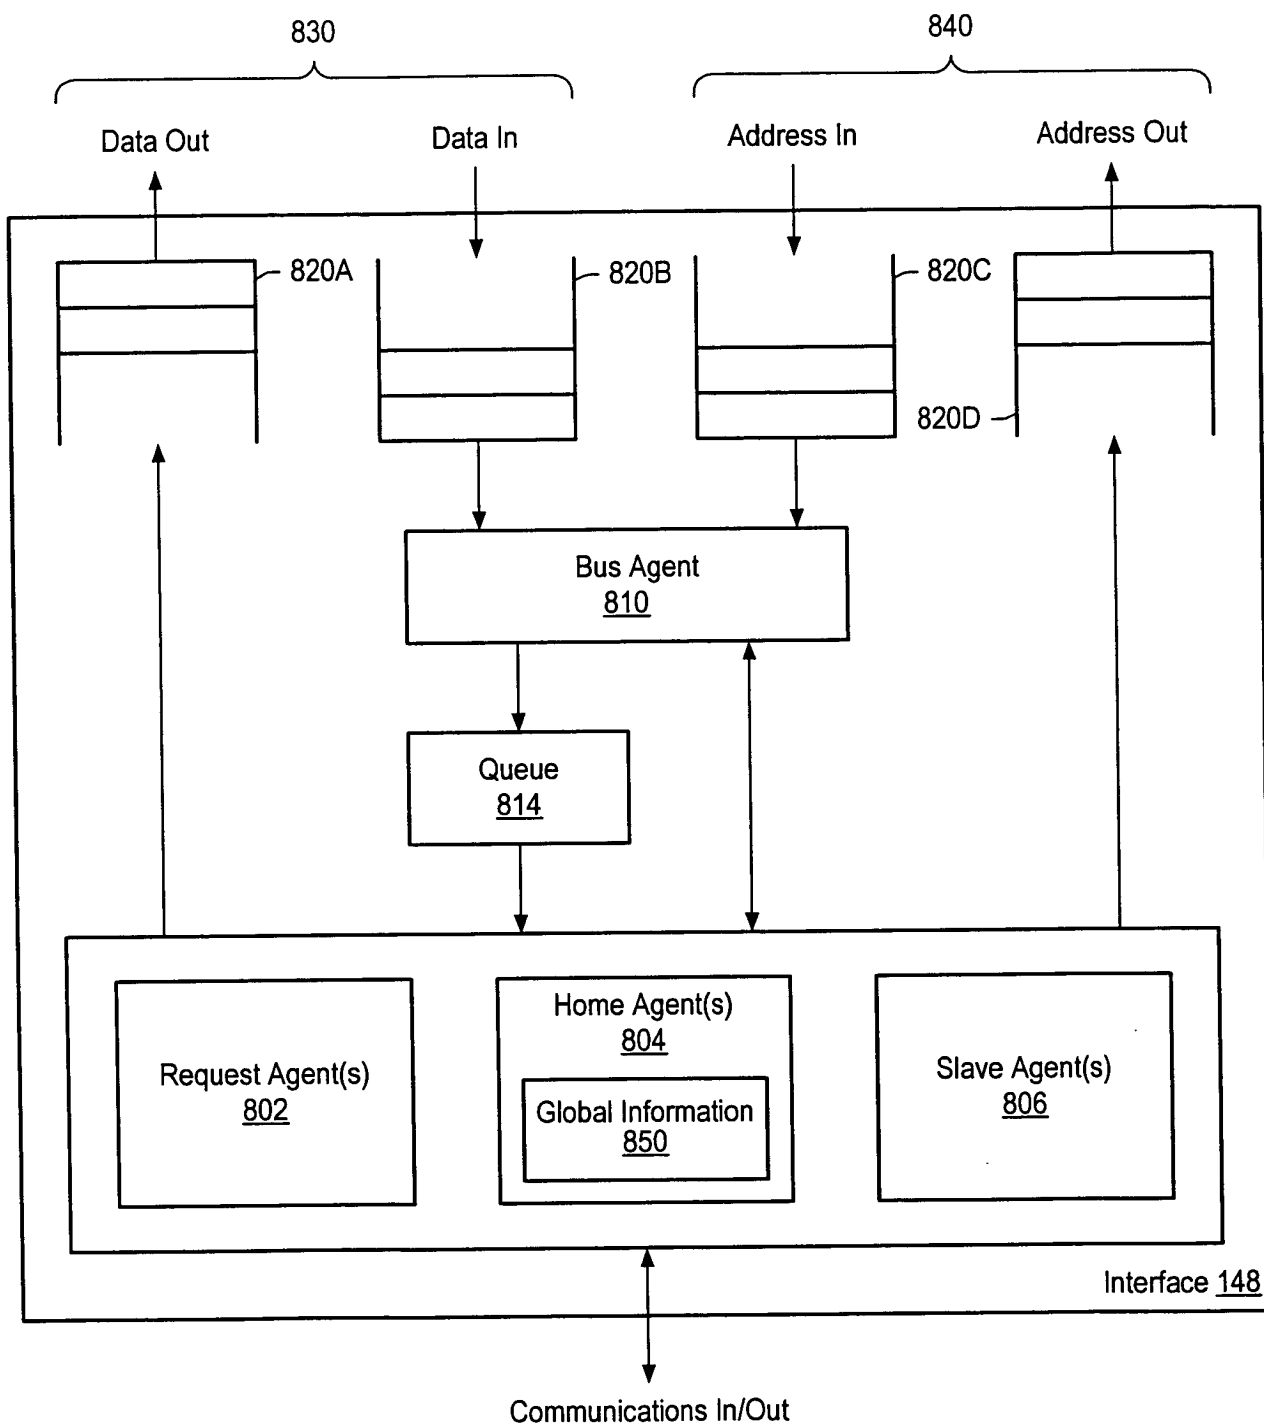 830
840
Data Out
Data In
Address In
Address Out
820A
820B
820C
820D
Bus Agent
810
Queue
814
Request Agent(s)
802
Home Agent(s)
804
Global Information
850
Slave Agent(s)
806
Interface 148
Communications In/Out